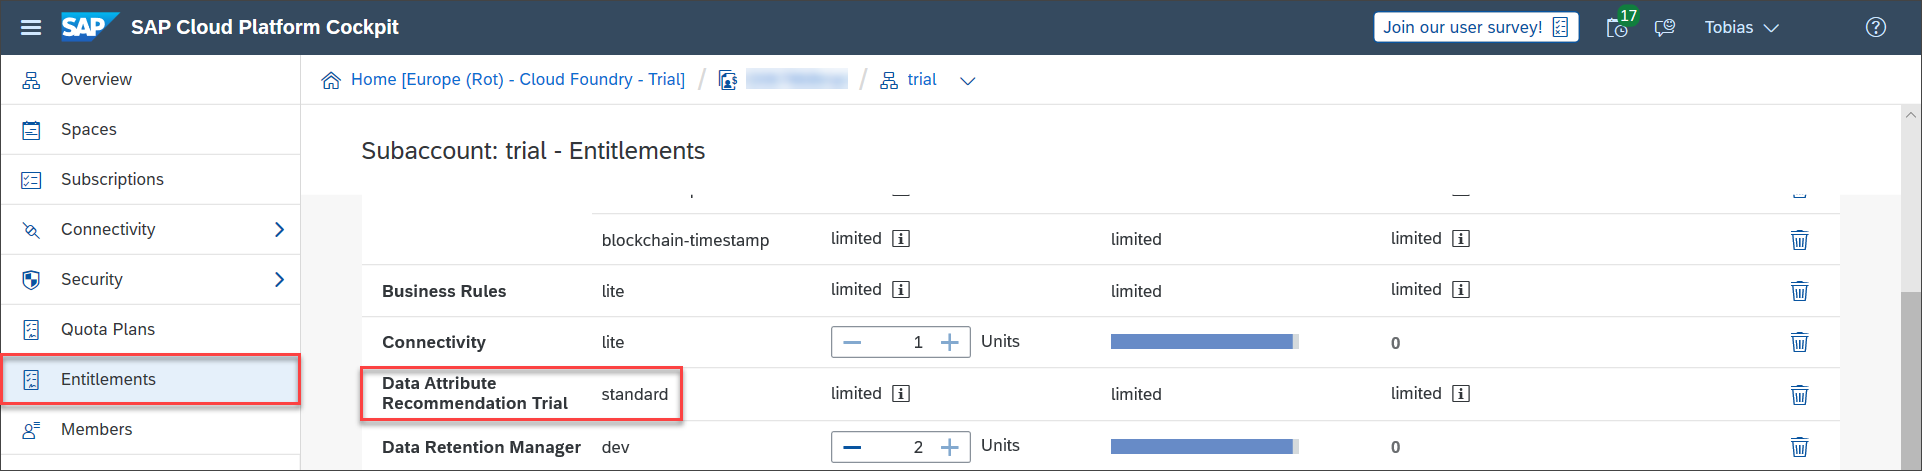 SAP SAP Cloud Platform Cockpit Join our user survey! 17 Tobias
Overview
Spaces
Subscriptions
Connectivity
Security
Quota Plans
Entitlements
Members
Home [Europe (Rot) - Cloud Foundry - Trial] / / trial
Subaccount: trial - Entitlements
blockchain-timestamp limited limited limited
Business Rules lite limited limited limited
Connectivity lite 1 Units 0
Data Attribute
Recommendation Trial standard limited limited limited
Data Retention Manager dev 2 Units 0